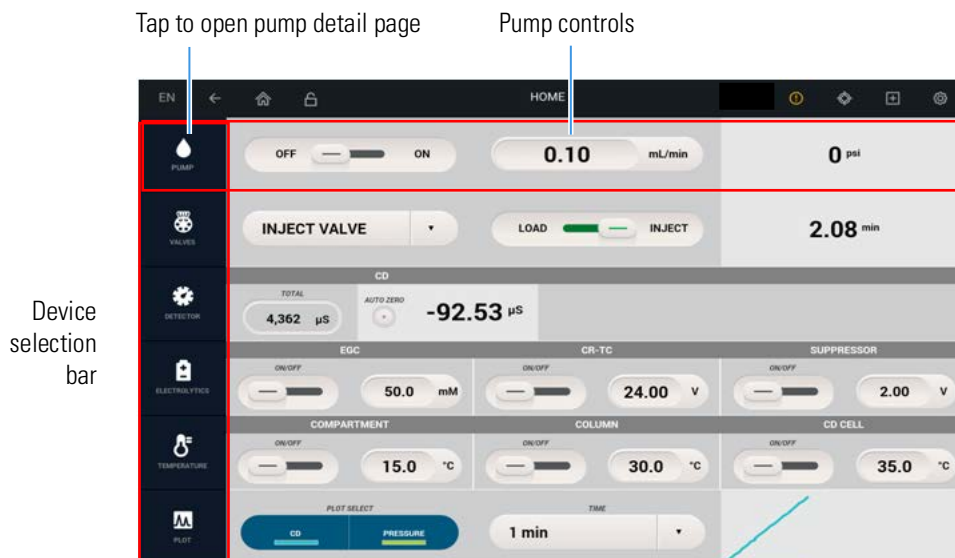 Tap to open pump detail page
Pump controls
EN
HOME
PUMP
OFF
ON
0.10 mL/min
0 psi
VALVES
INJECT VALVE
LOAD
INJECT
2.08 min
Device
selection
bar
DETECTOR
CD
TOTAL
4,362 µS
AUTO ZERO
-92.53 µS
ELECTROLYTICS
EGC
CR-TC
SUPPRESSOR
ON/OFF
50.0 mM
ON/OFF
24.00 V
ON/OFF
2.00 V
TEMPERATURE
COMPARTMENT
COLUMN
CD CELL
ON/OFF
15.0 °C
ON/OFF
30.0 °C
ON/OFF
35.0 °C
PLOT
PLOT SELECT
CD
PRESSURE
TIME
1 min